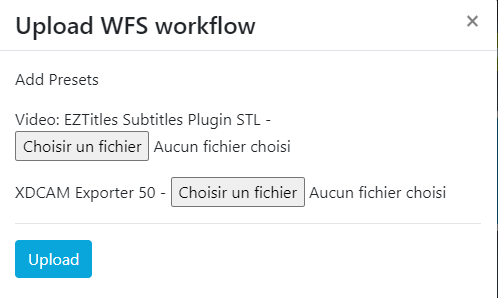 Upload WFS workflow ×
Add Presets
Video: EZTitles Subtitles Plugin STL -
Choisir un fichier Aucun fichier choisi
XDCAM Exporter 50 - Choisir un fichier Aucun fichier choisi
Upload